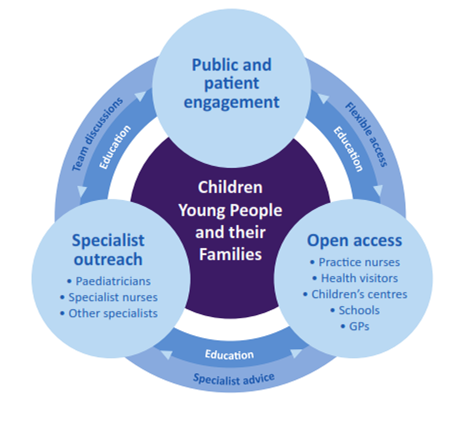 Public and
patient
engagement
Team discussions
Education
Flexible access
Education
Children
Young People
and their
Families
Specialist
outreach
• Paediatricians
• Specialist nurses
• Other specialists
Open access
• Practice nurses
• Health visitors
• Children's centres
• Schools
• GPs
Education
Specialist advice